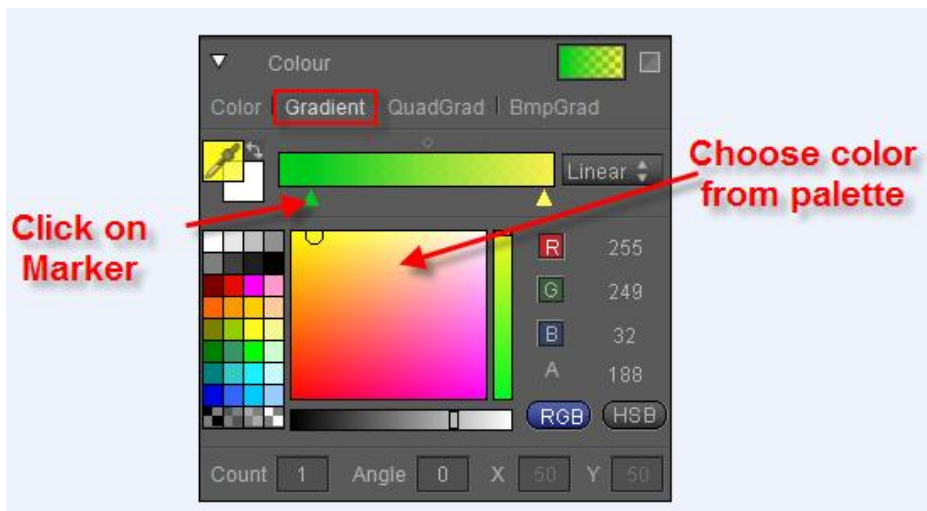 Colour
Color Gradient QuadGrad BmpGrad
Linear
Choose color
from palette
Click on
Marker
R 255
G 249
B 32
A 188
RGB HSB
Count 1 Angle 0 X 50 Y 50